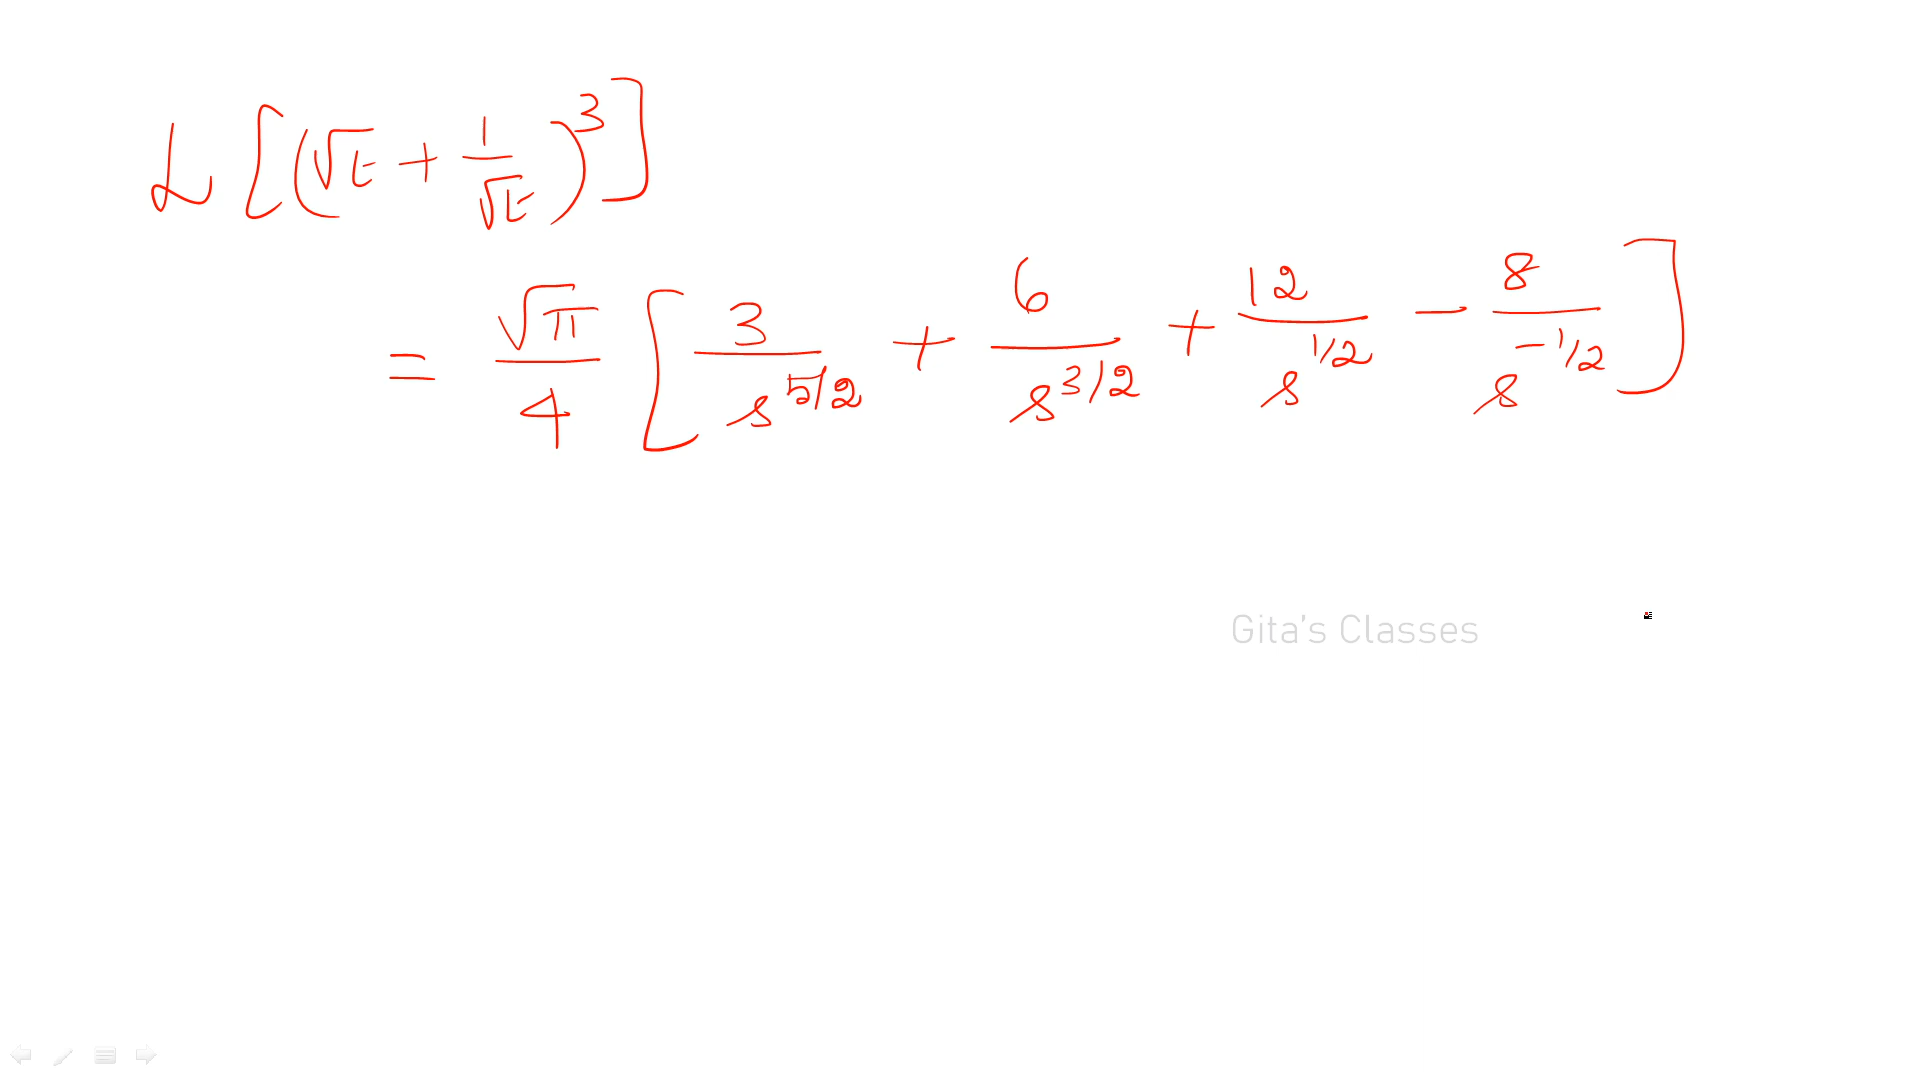 L[(√t + 1/√t)^3]
= √π/4 [3/s^{5/2} + 6/s^{3/2} + 12/s^{1/2} - 8/s^{-1/2}]
Gita's Classes